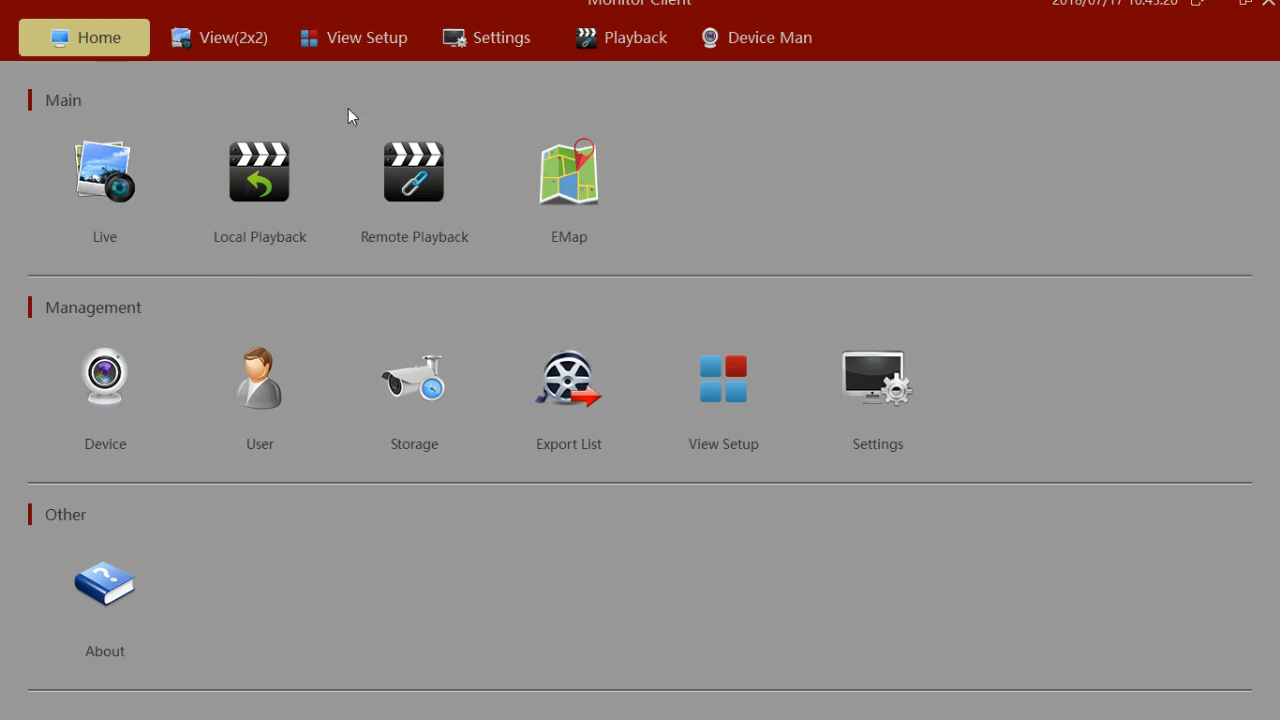 Monitor Client
Home View(2x2) View Setup Settings Playback Device Man
Main
Live Local Playback Remote Playback EMap
Management
Device User Storage Export List View Setup Settings
Other
About